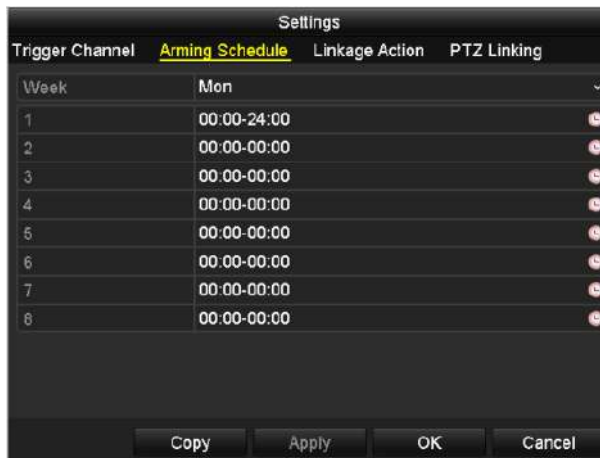 Settings
Trigger Channel Arming Schedule Linkage Action PTZ Linking
Week Mon
1 00:00-24:00
2 00:00-00:00
3 00:00-00:00
4 00:00-00:00
5 00:00-00:00
6 00:00-00:00
7 00:00-00:00
8 00:00-00:00
Copy Apply OK Cancel